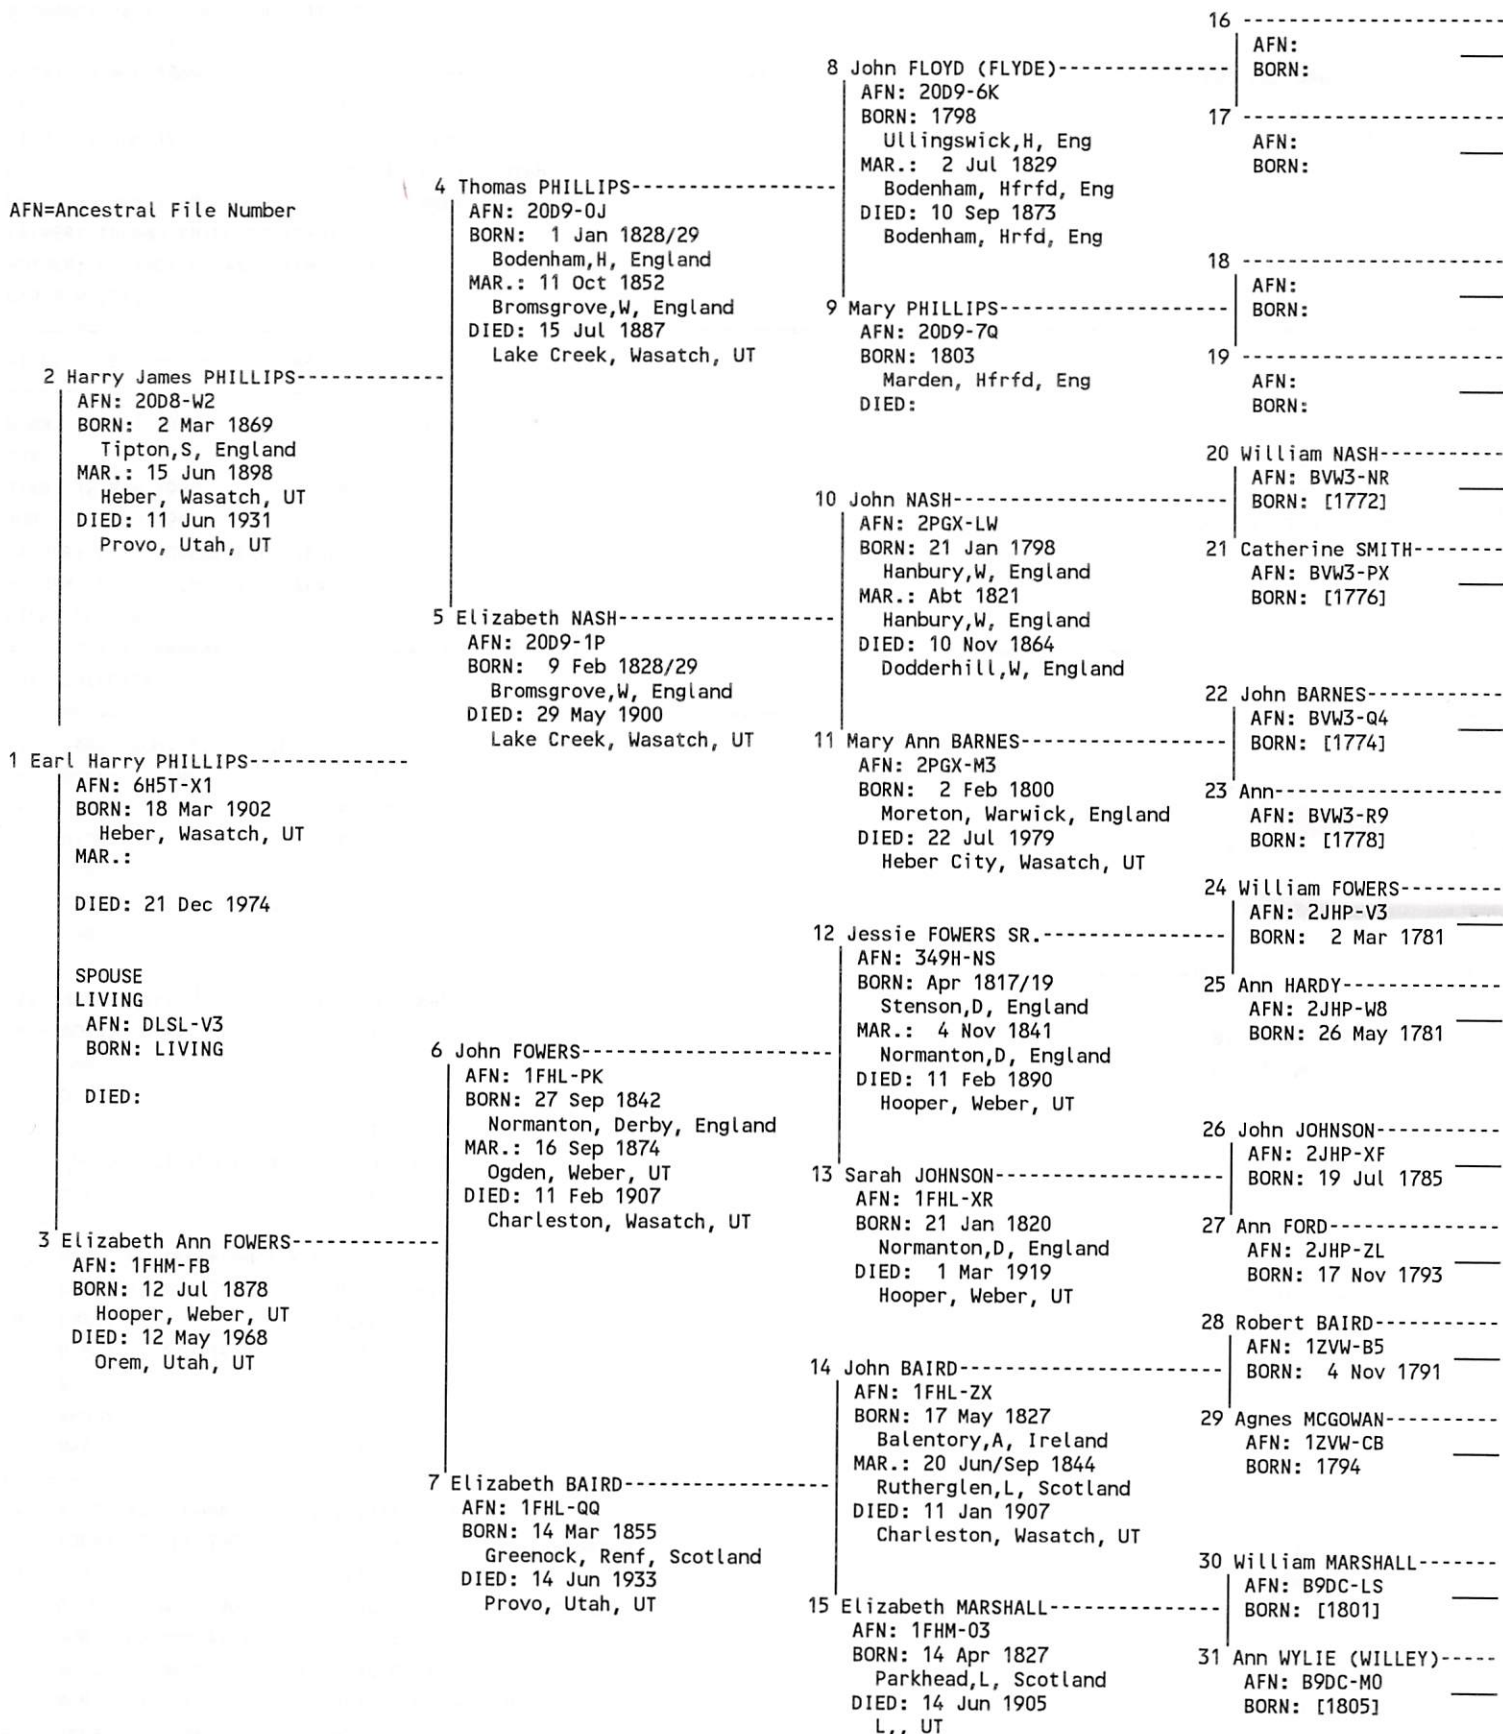 AFN=Ancestral File Number
1 Earl Harry PHILLIPS-------------
AFN: 6H5T-X1
BORN: 18 Mar 1902
Heber, Wasatch, UT
MAR.:
DIED: 21 Dec 1974
SPOUSE
LIVING
AFN: DLSL-V3
BORN: LIVING
DIED:
2 Harry James PHILLIPS------------
AFN: 20D8-W2
BORN: 2 Mar 1869
Tipton,S, England
MAR.: 15 Jun 1898
Heber, Wasatch, UT
DIED: 11 Jun 1931
Provo, Utah, UT
3 Elizabeth Ann FOWERS------------
AFN: 1FHM-FB
BORN: 12 Jul 1878
Hooper, Weber, UT
DIED: 12 May 1968
Orem, Utah, UT
4 Thomas PHILLIPS-----------------
AFN: 20D9-0J
BORN: 1 Jan 1828/29
Bodenham,H, England
MAR.: 11 Oct 1852
Bromsgrove,W, England
DIED: 15 Jul 1887
Lake Creek, Wasatch, UT
5 Elizabeth NASH------------------
AFN: 20D9-1P
BORN: 9 Feb 1828/29
Bromsgrove,W, England
DIED: 29 May 1900
Lake Creek, Wasatch, UT
6 John FOWERS---------------------
AFN: 1FHL-PK
BORN: 27 Sep 1842
Normanton, Derby, England
MAR.: 16 Sep 1874
Ogden, Weber, UT
DIED: 11 Feb 1907
Charleston, Wasatch, UT
7 Elizabeth BAIRD-----------------
AFN: 1FHL-QQ
BORN: 14 Mar 1855
Greenock, Renf, Scotland
DIED: 14 Jun 1933
Provo, Utah, UT
8 John FLOYD (FLYDE)--------------
AFN: 20D9-6K
BORN: 1798
Ullingswick,H, Eng
MAR.: 2 Jul 1829
Bodenham, Hfrfd, Eng
DIED: 10 Sep 1873
Bodenham, Hrfd, Eng
9 Mary PHILLIPS-------------------
AFN: 20D9-7Q
BORN: 1803
Marden, Hfrfd, Eng
DIED:
10 John NASH-----------------------
AFN: 2PGX-LW
BORN: 21 Jan 1798
Hanbury,W, England
MAR.: Abt 1821
Hanbury,W, England
DIED: 10 Nov 1864
Dodderhill,W, England
11 Mary Ann BARNES-----------------
AFN: 2PGX-M3
BORN: 2 Feb 1800
Moreton, Warwick, England
DIED: 22 Jul 1979
Heber City, Wasatch, UT
12 Jessie FOWERS SR.---------------
AFN: 349H-NS
BORN: Apr 1817/19
Stenson,D, England
MAR.: 4 Nov 1841
Normanton,D, England
DIED: 11 Feb 1890
Hooper, Weber, UT
13 Sarah JOHNSON-------------------
AFN: 1FHL-XR
BORN: 21 Jan 1820
Normanton,D, England
DIED: 1 Mar 1919
Hooper, Weber, UT
14 John BAIRD----------------------
AFN: 1FHL-ZX
BORN: 17 May 1827
Balentory,A, Ireland
MAR.: 20 Jun/Sep 1844
Rutherglen,L, Scotland
DIED: 11 Jan 1907
Charleston, Wasatch, UT
15 Elizabeth MARSHALL--------------
AFN: 1FHM-03
BORN: 14 Apr 1827
Parkhead,L, Scotland
DIED: 14 Jun 1905
L,, UT
16 ----------------------
AFN:
BORN:
17 ----------------------
AFN:
BORN:
18 ----------------------
AFN:
BORN:
19 ----------------------
AFN:
BORN:
20 William NASH----------
AFN: BVW3-NR
BORN: [1772]
21 Catherine SMITH-------
AFN: BVW3-PX
BORN: [1776]
22 John BARNES-----------
AFN: BVW3-Q4
BORN: [1774]
23 Ann-------------------
AFN: BVW3-R9
BORN: [1778]
24 William FOWERS--------
AFN: 2JHP-V3
BORN: 2 Mar 1781
25 Ann HARDY-------------
AFN: 2JHP-W8
BORN: 26 May 1781
26 John JOHNSON----------
AFN: 2JHP-XF
BORN: 19 Jul 1785
27 Ann FORD--------------
AFN: 2JHP-ZL
BORN: 17 Nov 1793
28 Robert BAIRD----------
AFN: 1ZVW-B5
BORN: 4 Nov 1791
29 Agnes MCGOWAN---------
AFN: 1ZVW-CB
BORN: 1794
30 William MARSHALL------
AFN: B9DC-LS
BORN: [1801]
31 Ann WYLIE (WILLEY)----
AFN: B9DC-M0
BORN: [1805]